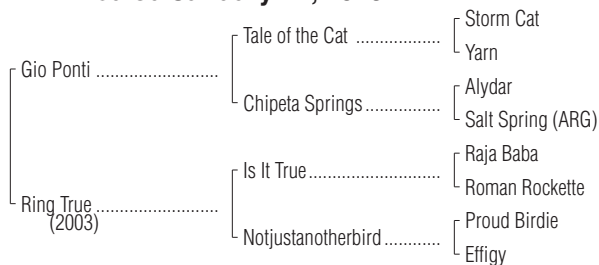 Storm Cat
Tale of the Cat ..................
Yarn
Gio Ponti ..........................
Alydar
Chipeta Springs ................
Salt Spring (ARG)
Raja Baba
Is It True ............................
Roman Rockette
Ring True ..........................
(2003)
Proud Birdie
Notjustanotherbird ............
Effigy